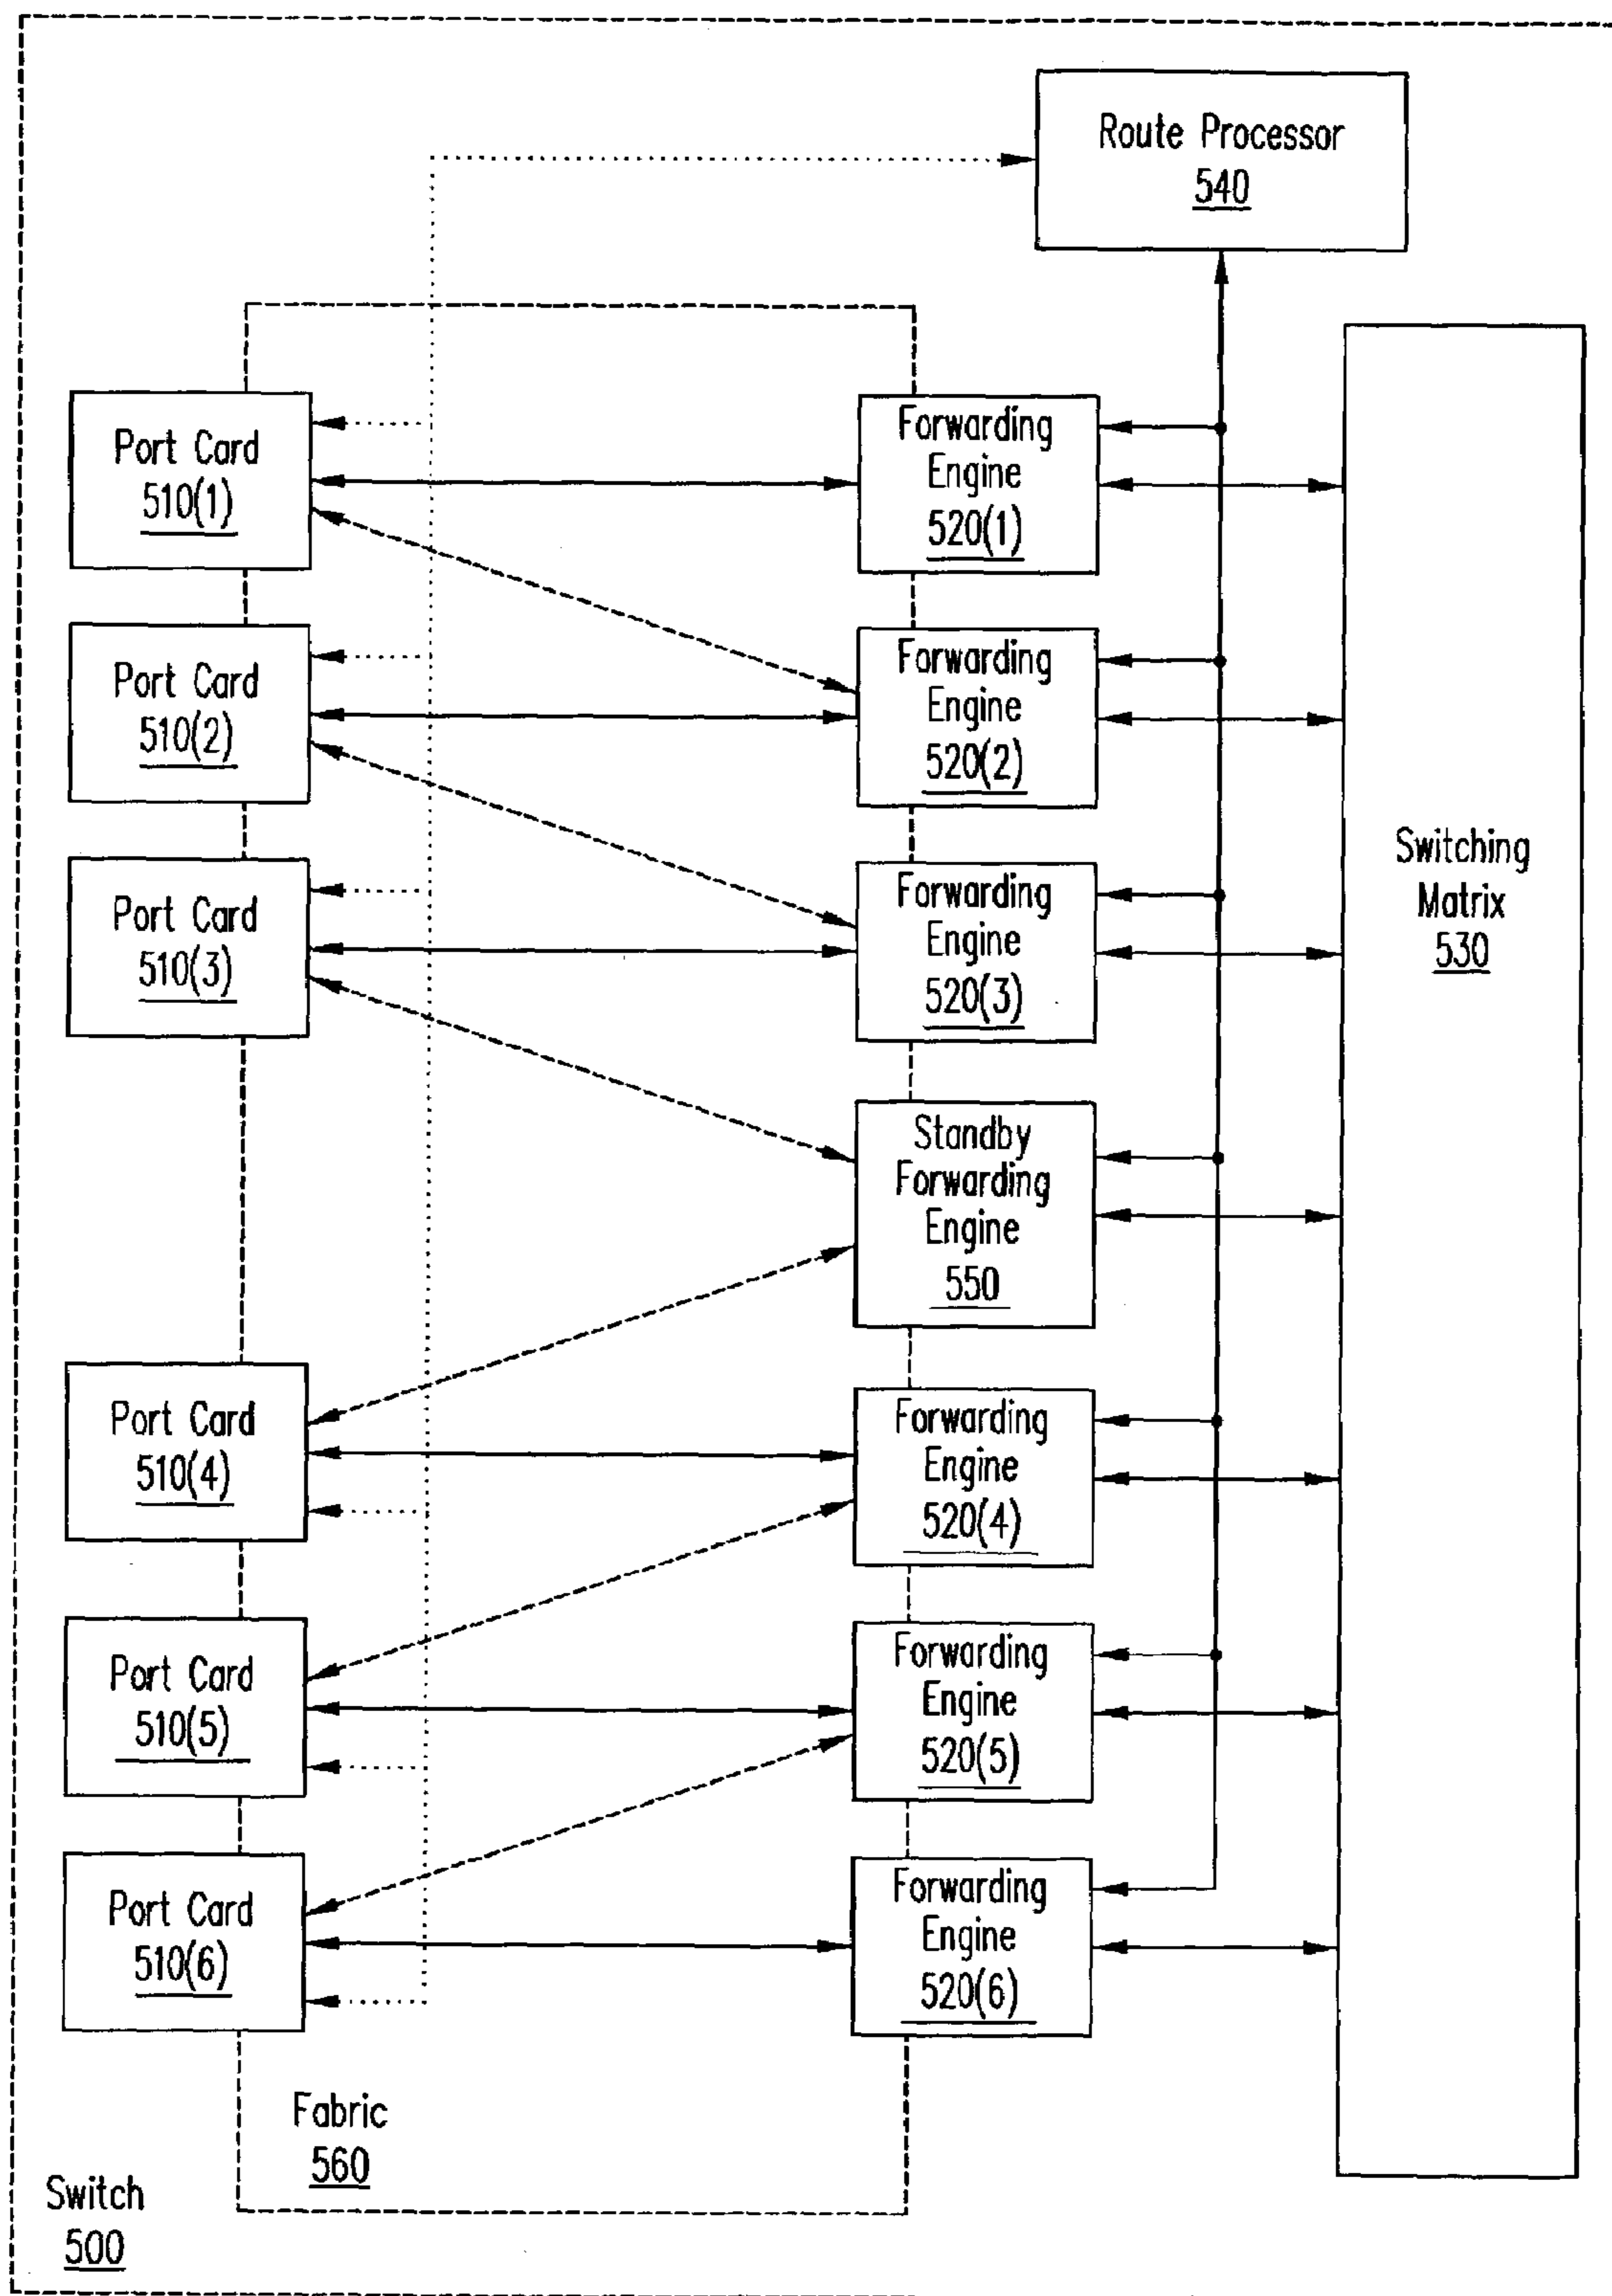 Route Processor
540
Port Card
510(1)
Forwarding
Engine
520(1)
Port Card
510(2)
Forwarding
Engine
520(2)
Switching
Matrix
530
Port Card
510(3)
Forwarding
Engine
520(3)
Standby
Forwarding
Engine
550
Port Card
510(4)
Forwarding
Engine
520(4)
Port Card
510(5)
Forwarding
Engine
520(5)
Port Card
510(6)
Forwarding
Engine
520(6)
Fabric
560
Switch
500